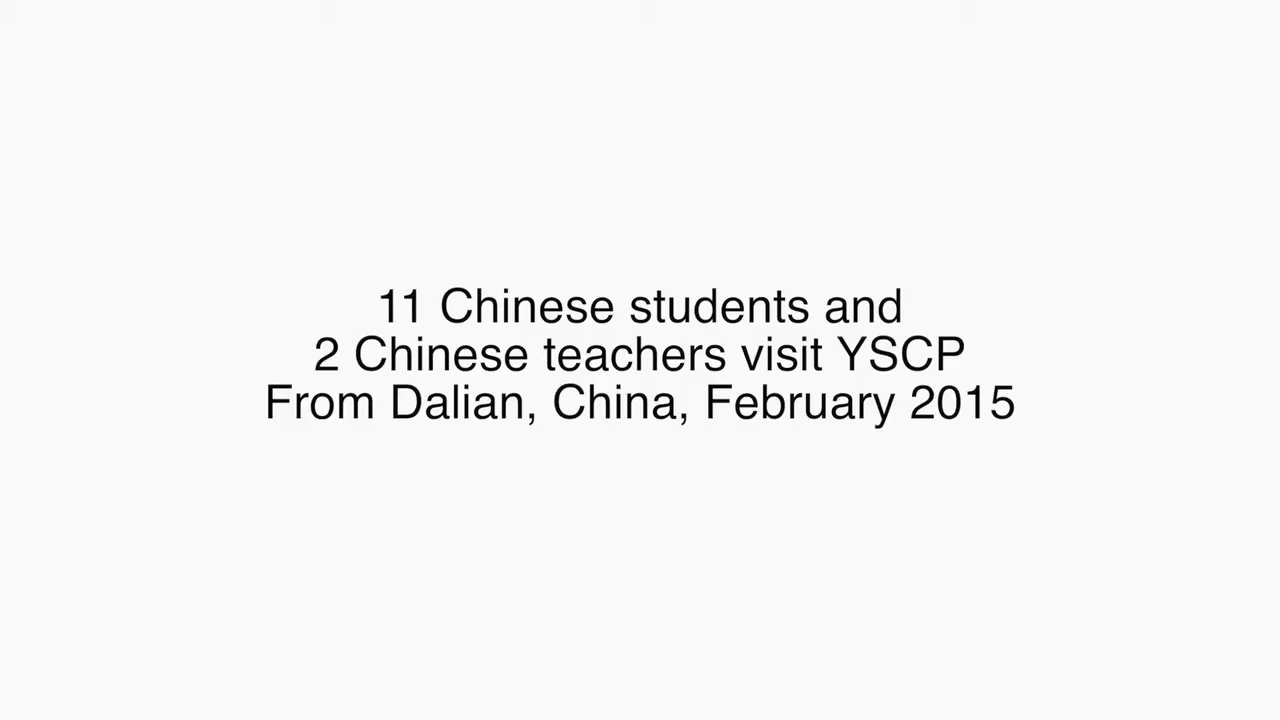 11 Chinese students and
2 Chinese teachers visit YSCP
From Dalian, China, February 2015